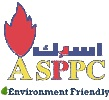 اسبك
ASPPC
Environment Friendly